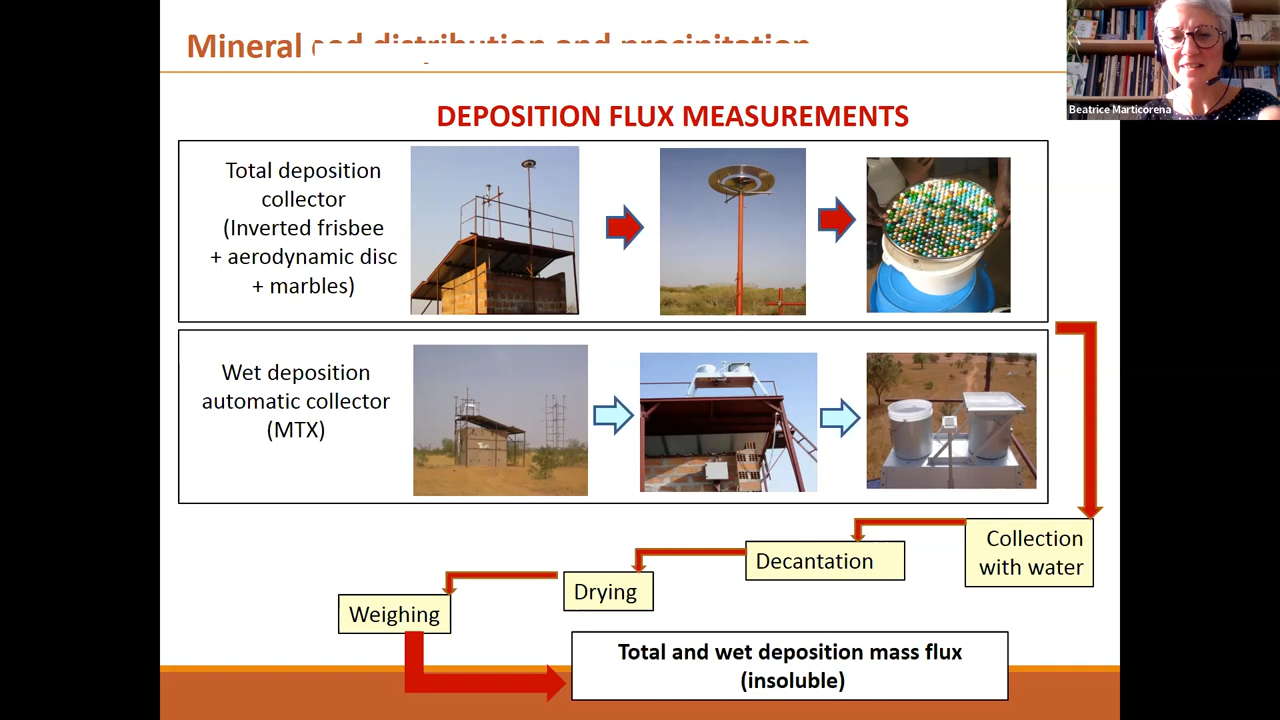 Mineral
Beatrice Marticorena
DEPOSITION FLUX MEASUREMENTS
Total deposition
collector
(Inverted frisbee
+ aerodynamic disc
+ marbles)
Wet deposition
automatic collector
(MTX)
Collection
with water
Decantation
Drying
Weighing
Total and wet deposition mass flux
(insoluble)